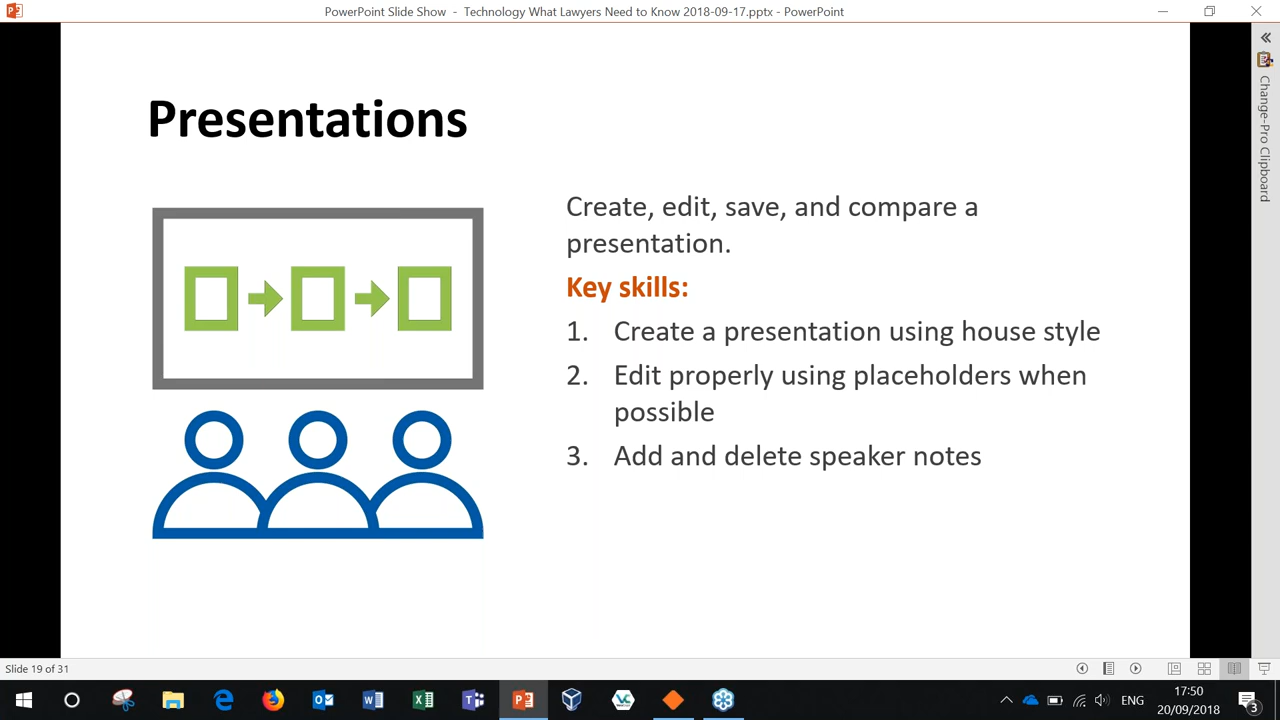 PowerPoint Slide Show - Technology What Lawyers Need to Know 2018-09-17.pptx - PowerPoint
Change-Pro Clipboard
Presentations
Create, edit, save, and compare a
presentation.
Key skills:
1. Create a presentation using house style
2. Edit properly using placeholders when
possible
3. Add and delete speaker notes
Slide 19 of 31
ENG
17:50
20/09/2018
3